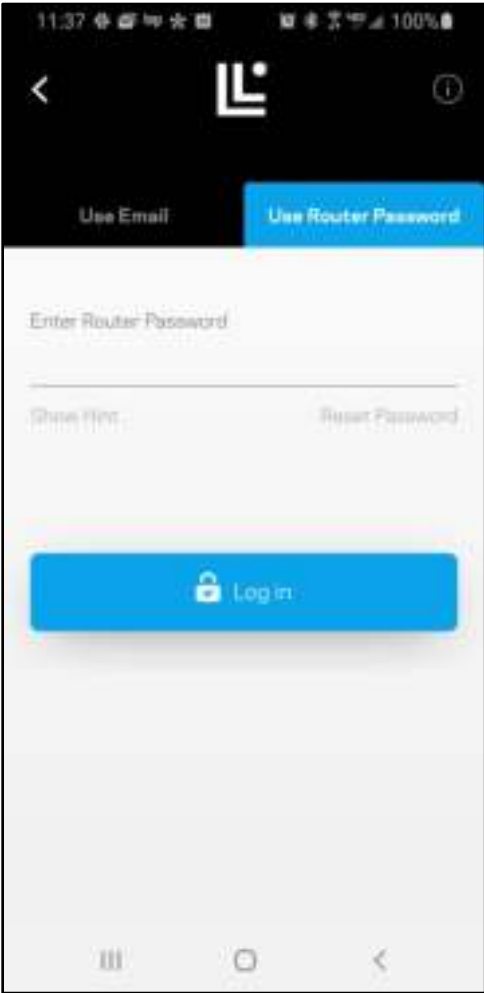 11:37 100%
Use Email Use Router Password
Enter Router Password
Show Hint Reset Password
Log in